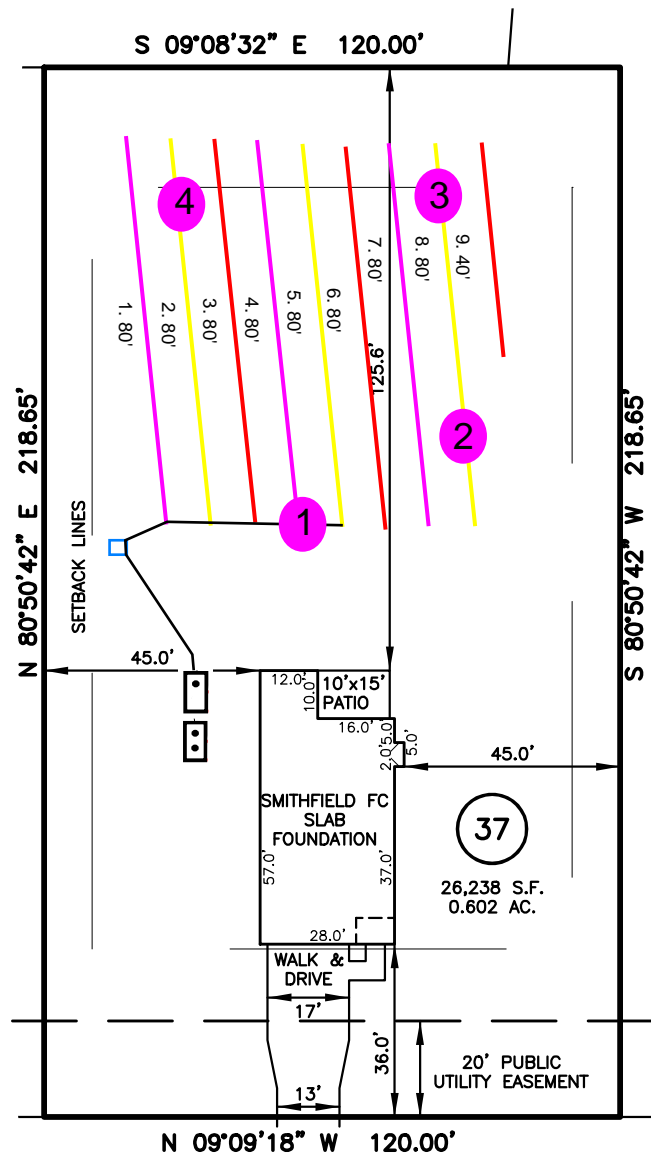 S 09°08'32" E 120.00'
4
3
1. 80'
2. 80'
3. 80'
4. 80'
5. 80'
6. 80'
7. 80'
8. 80'
9. 40'
125.6'
2
1
N 80°50'42" E 218.65'
S 80°50'42" W 218.65'
SETBACK LINES
45.0'
12.0'
10.0'
10'x15'
PATIO
16.0'
5.0'
2.0'
5.0'
45.0'
SMITHFIELD FC
SLAB
FOUNDATION
57.0'
37.0'
37
26,238 S.F.
0.602 AC.
28.0'
WALK &
DRIVE
17'
36.0'
20' PUBLIC
UTILITY EASEMENT
13'
N 09°09'18" W 120.00'